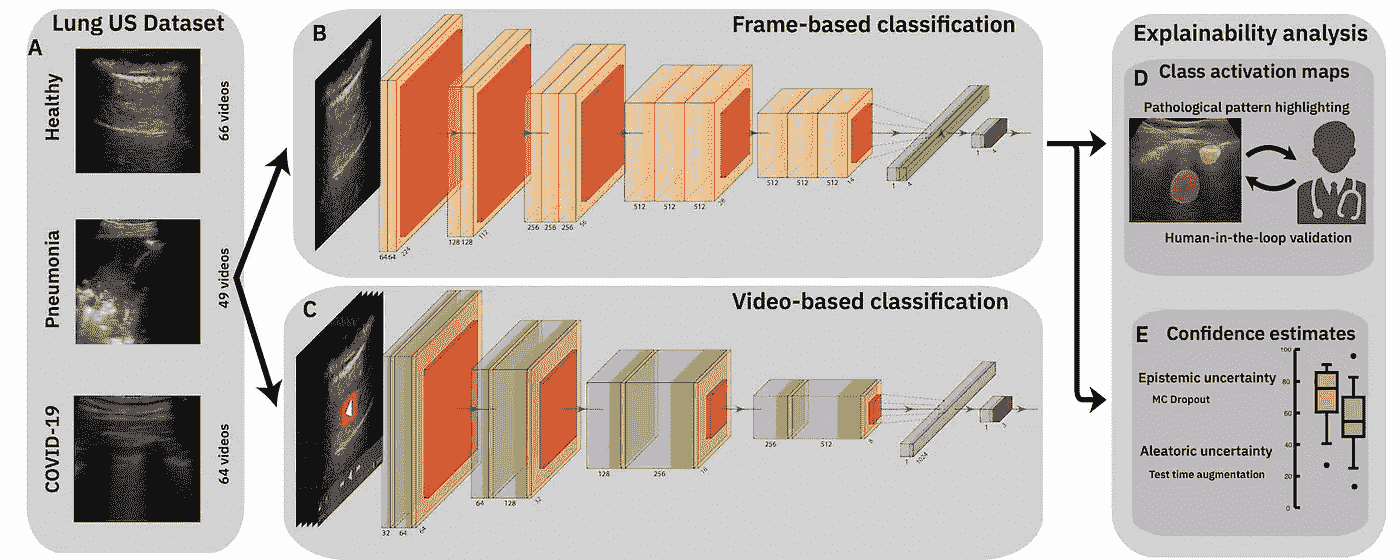 Lung US Dataset
A
Healthy
66 videos
Pneumonia
49 videos
COVID-19
64 videos
B
Frame-based classification
64 64
224
128 128
112
256 256 256
56
512 512 512
28
512 512 512
14
1
4
1
C
Video-based classification
32 64
64
64 128
32
128 256
16
256 512
8
1
1024
1
3
Explainability analysis
D
Class activation maps
Pathological pattern highlighting
Human-in-the-loop validation
E
Confidence estimates
Epistemic uncertainty
MC Dropout
Aleatoric uncertainty
Test time augmentation
100
80
60
40
20
0